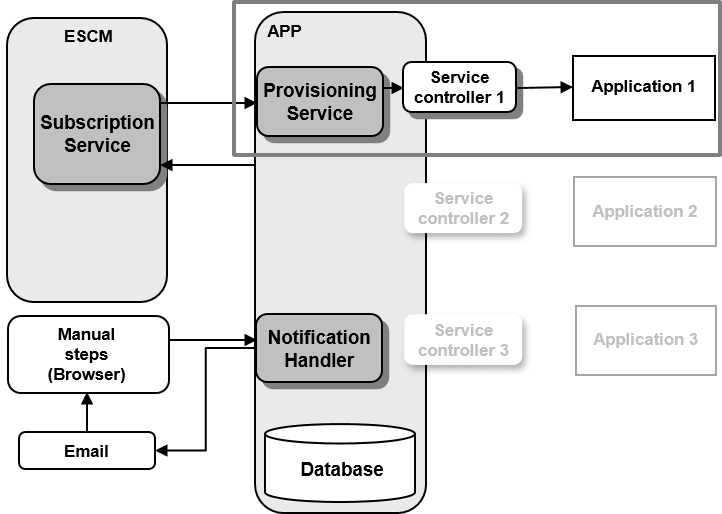 ESCM
APP
Subscription
Service
Provisioning
Service
Service
controller 1
Application 1
Service
controller 2
Application 2
Manual
steps
(Browser)
Notification
Handler
Service
controller 3
Application 3
Email
Database